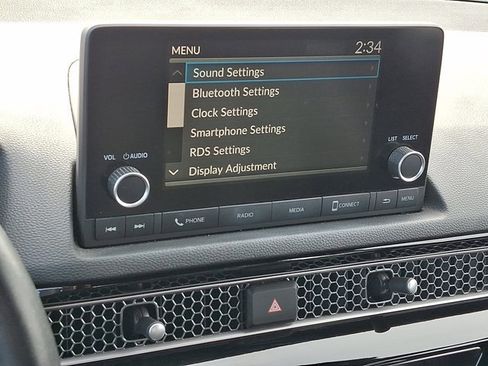 MENU 2:34
Sound Settings
Bluetooth Settings
Clock Settings
Smartphone Settings
RDS Settings
Display Adjustment
VOL AUDIO
LIST SELECT
PHONE RADIO MEDIA CONNECT MENU